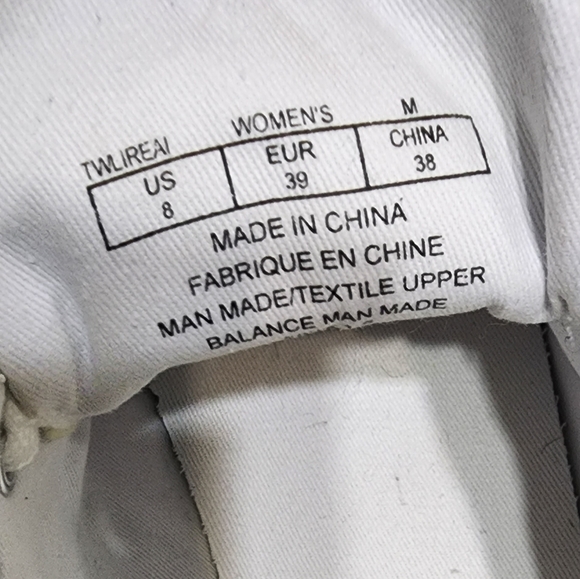 TWLIREAI WOMEN'S M
US EUR CHINA
8 39 38
MADE IN CHINA
FABRIQUE EN CHINE
MAN MADE/TEXTILE UPPER
BALANCE MAN MADE